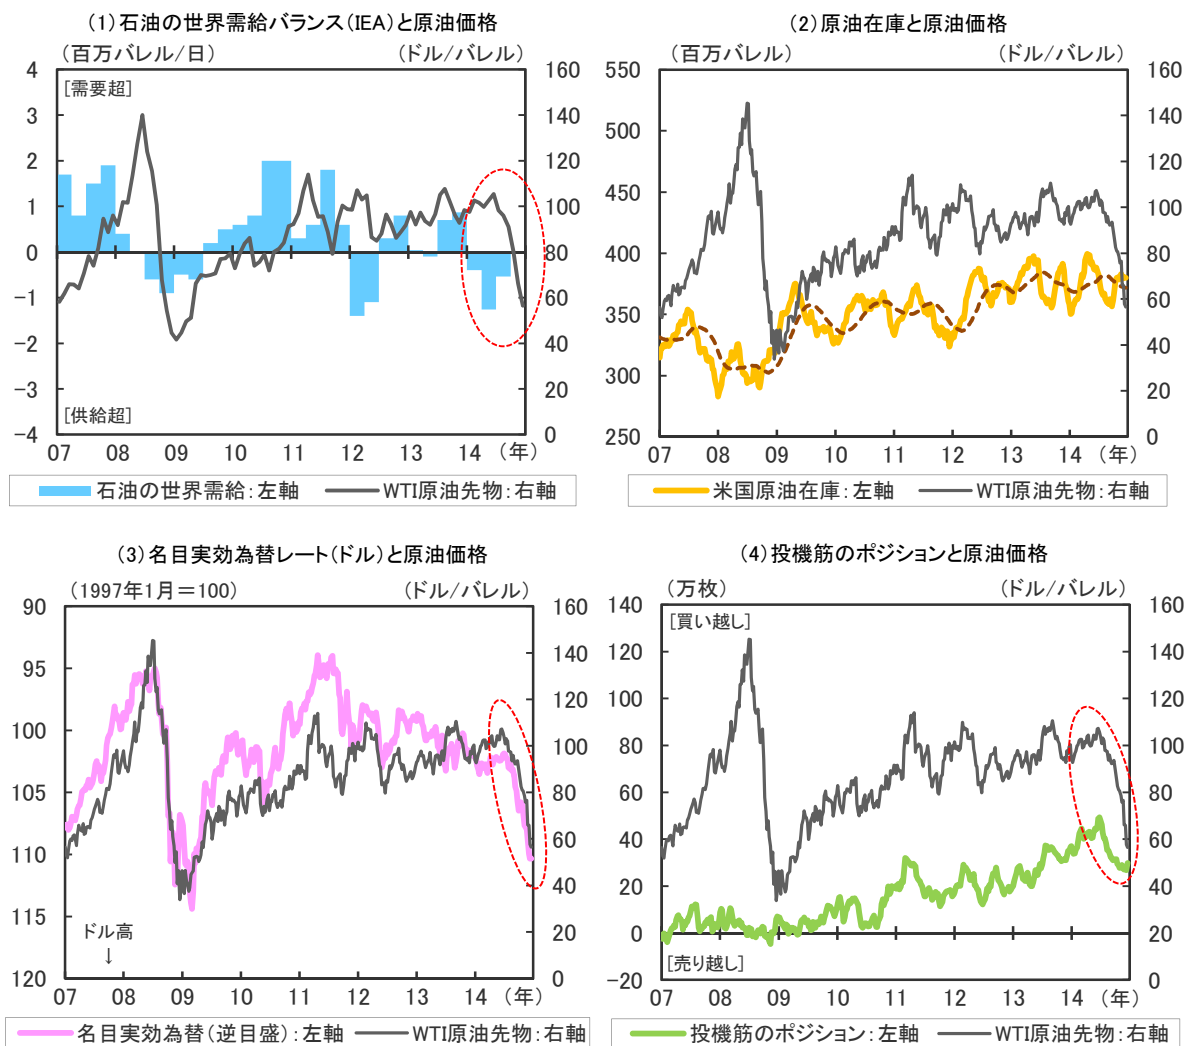 (1)石油の世界需給バランス(IEA)と原油価格
(百万バレル/日) (ドル/バレル)
4 160
[需要超]
3 140
2 120
1 100
0 80
-1 60
-2 40
-3 20
[供給超]
-4 0
07 08 09 10 11 12 13 14 (年)
石油の世界需給:左軸 WTI原油先物:右軸
(2)原油在庫と原油価格
(百万バレル) (ドル/バレル)
550 160
140
500
120
450
100
400 80
60
350
40
300
20
250 0
07 08 09 10 11 12 13 14 (年)
米国原油在庫:左軸 WTI原油先物:右軸
(3)名目実効為替レート(ドル)と原油価格
(1997年1月=100) (ドル/バレル)
90 160
140
95
120
100
100
105 80
60
110
40
115
ドル高
20
↓
120 0
07 08 09 10 11 12 13 14 (年)
名目実効為替(逆目盛):左軸 WTI原油先物:右軸
(4)投機筋のポジションと原油価格
(万枚) (ドル/バレル)
140 160
[買い越し]
120 140
100 120
80 100
60 80
40 60
20 40
0 20
[売り越し]
-20 0
07 08 09 10 11 12 13 14 (年)
投機筋のポジション:左軸 WTI原油先物:右軸